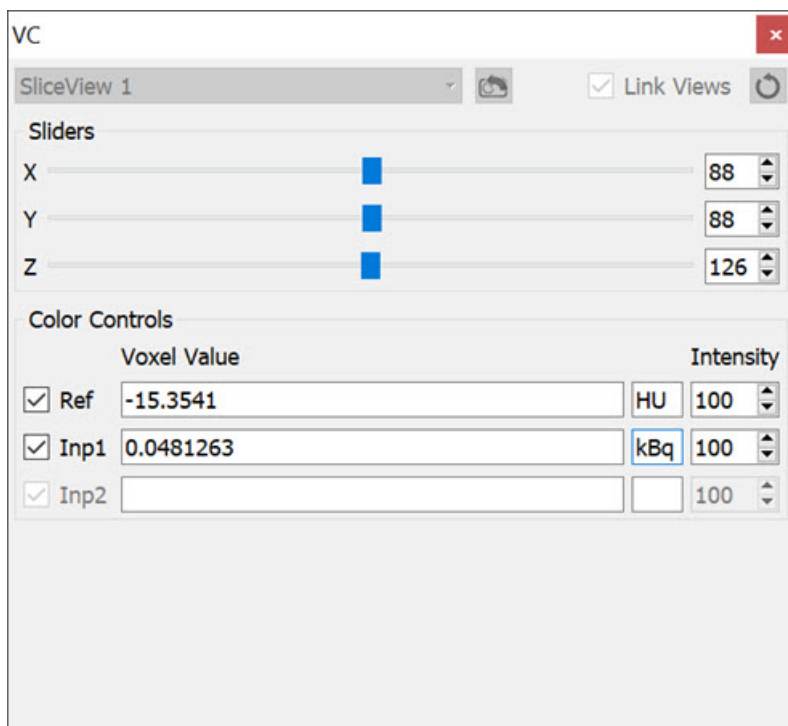 VC
SliceView 1 Link Views
Sliders
X 88
Y 88
Z 126
Color Controls
Voxel Value Intensity
Ref -15.3541 HU 100
Inp1 0.0481263 kBq 100
Inp2 100